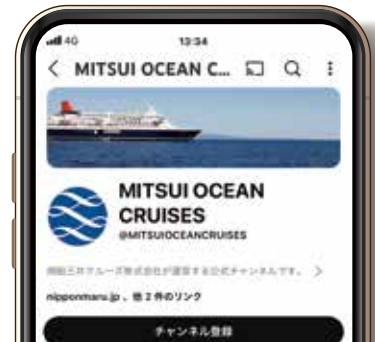 4G 13:34
MITSUI OCEAN C...
MITSUI OCEAN
CRUISES
@MITSUIOCEANCRUISES
商船三井クルーズ株式会社が運営する公式チャンネルです。
nipponmaru.jp、他 2 件のリンク
チャンネル登録